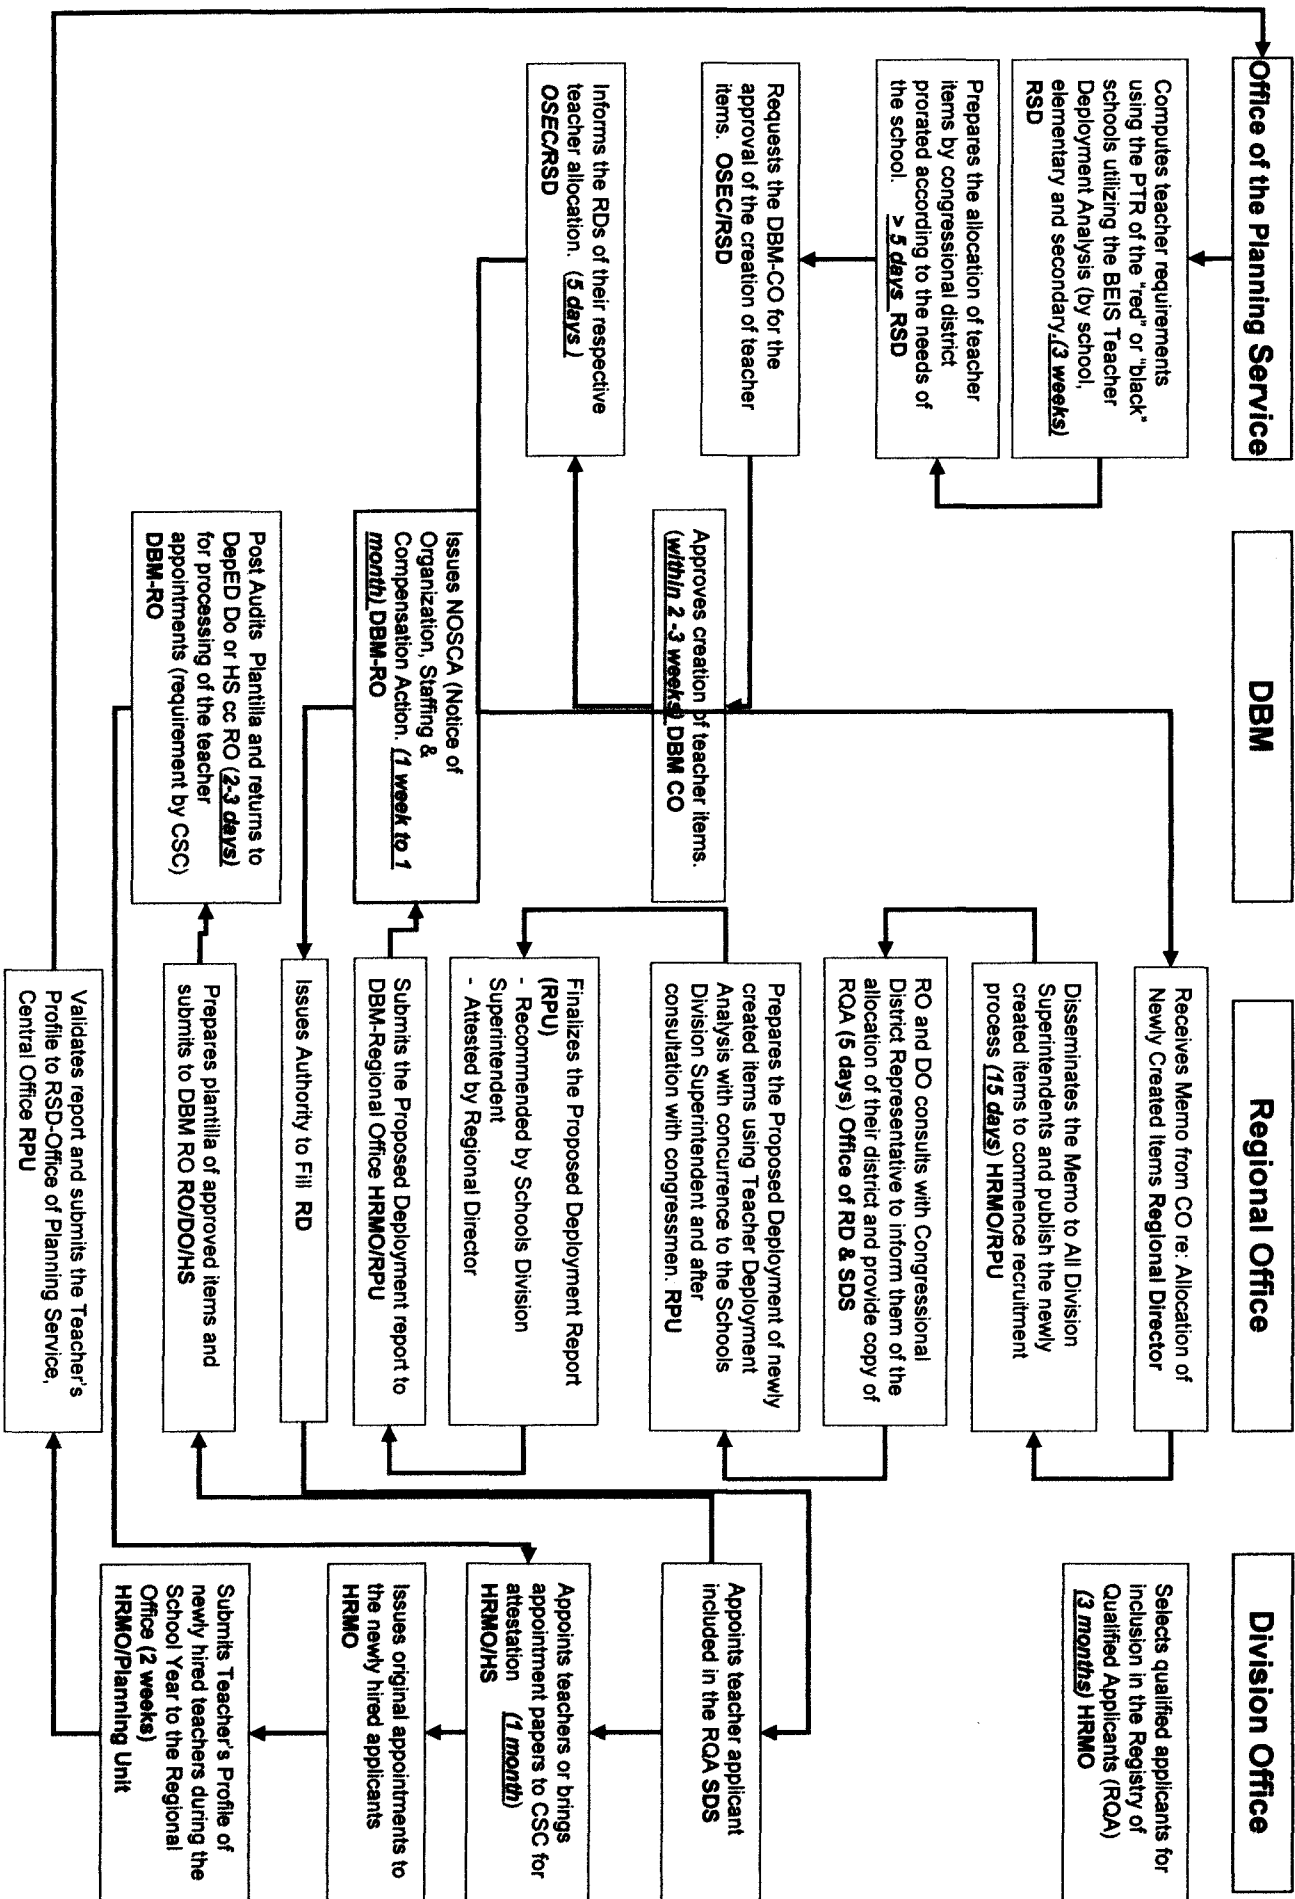 Office of the Planning Service
Computes teacher requirements
using the PTR of the "red" or "black"
schools utilizing the BEIS Teacher
Deployment Analysis (by school,
elementary and secondary.(3 weeks)
RSD
Prepares the allocation of teacher
items by congressional district
prorated according to the needs of
the school. > 5 days RSD
Requests the DBM-CO for the
approval of the creation of teacher
items. OSEC/RSD
Informs the RDs of their respective
teacher allocation. (5 days )
OSEC/RSD
DBM
Approves creation of teacher items.
(within 2 -3 weeks) DBM CO
Issues NOSCA (Notice of
Organization, Staffing &
Compensation Action. (1 week to 1
month) DBM-RO
Post Audits Plantilla and returns to
DepED Do or HS cc RO (2-3 days)
for processing of the teacher
appointments (requirement by CSC)
DBM-RO
Regional Office
Receives Memo from CO re: Allocation of
Newly Created Items Regional Director
Disseminates the Memo to All Division
Superintendents and publish the newly
created items to commence recruitment
process (15 days) HRMO/RPU
RO and DO consults with Congressional
District Representative to inform them of the
allocation of their district and provide copy of
RQA (5 days) Office of RD & SDS
Prepares the Proposed Deployment of newly
created items using Teacher Deployment
Analysis with concurrence to the Schools
Division Superintendent and after
consultation with congressmen. RPU
Finalizes the Proposed Deployment Report
(RPU)
- Recommended by Schools Division
Superintendent
- Attested by Regional Director
Submits the Proposed Deployment report to
DBM-Regional Office HRMO/RPU
Issues Authority to Fill RD
Prepares plantilla of approved items and
submits to DBM RO RO/DO/HS
Validates report and submits the Teacher's
Profile to RSD-Office of Planning Service,
Central Office RPU
Division Office
Selects qualified applicants for
inclusion in the Registry of
Qualified Applicants (RQA)
(3 months) HRMO
Appoints teacher applicant
included in the RQA SDS
Appoints teachers or brings
appointment papers to CSC for
attestation (1 month)
HRMO/HS
Issues original appointments to
the newly hired applicants
HRMO
Submits Teacher's Profile of
newly hired teachers during the
School Year to the Regional
Office (2 weeks)
HRMO/Planning Unit